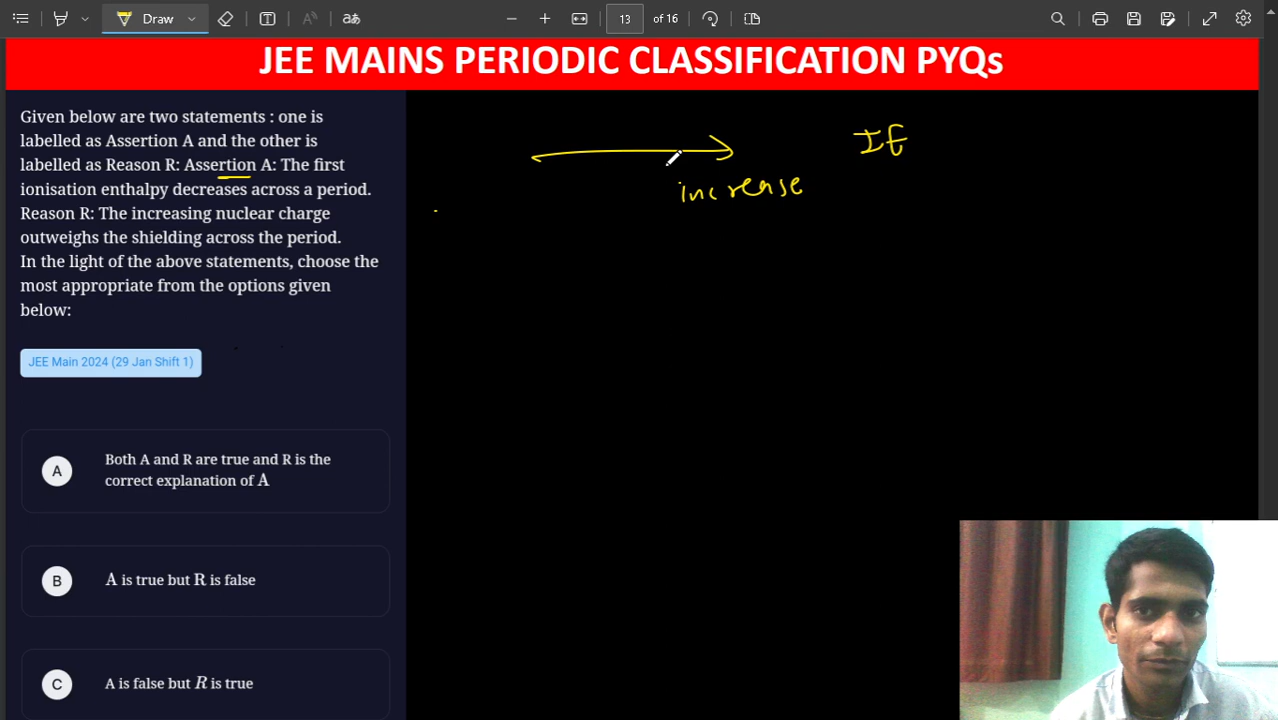 Draw
13 of 16
JEE MAINS PERIODIC CLASSIFICATION PYQs
Given below are two statements : one is
labelled as Assertion A and the other is
labelled as Reason R: Assertion A: The first
ionisation enthalpy decreases across a period.
Reason R: The increasing nuclear charge
outweighs the shielding across the period.
In the light of the above statements, choose the
most appropriate from the options given
below:
JEE Main 2024 (29 Jan Shift 1)
A Both A and R are true and R is the
correct explanation of A
B A is true but R is false
C A is false but R is true
IE
increase